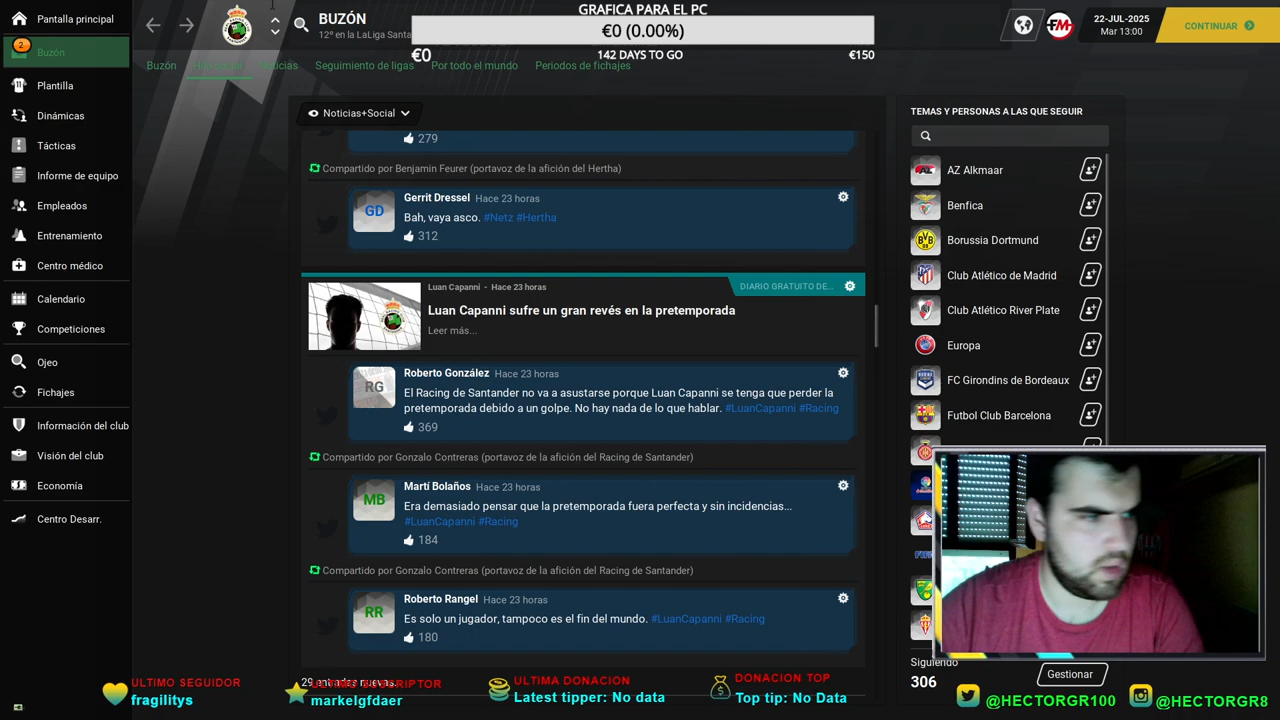 Pantalla principal
2
Buzón
Plantilla
Dinámicas
Tácticas
Informe de equipo
Empleados
Entrenamiento
Centro médico
Calendario
Competiciones
Ojeo
Fichajes
Información del club
Visión del club
Economía
Centro Desarr.
BUZÓN
12º en la LaLiga Santa
GRAFICA PARA EL PC
€0 (0.00%)
€0
142 DAYS TO GO
€150
FM
22-JUL-2025
Mar 13:00
CONTINUAR
Buzón
Noticias
Seguimiento de ligas
Por todo el mundo
Periodos de fichajes
Noticias+Social
279
Compartido por Benjamin Feurer (portavoz de la afición del Hertha)
GD
Gerrit Dressel Hace 23 horas
Bah, vaya asco. #Netz #Hertha
312
Luan Capanni - Hace 23 horas
DIARIO GRATUITO DE...
Luan Capanni sufre un gran revés en la pretemporada
Leer más...
RG
Roberto González Hace 23 horas
El Racing de Santander no va a asustarse porque Luan Capanni se tenga que perder la
pretemporada debido a un golpe. No hay nada de lo que hablar. #LuanCapanni #Racing
369
Compartido por Gonzalo Contreras (portavoz de la afición del Racing de Santander)
MB
Martí Bolaños Hace 23 horas
Era demasiado pensar que la pretemporada fuera perfecta y sin incidencias...
#LuanCapanni #Racing
184
Compartido por Gonzalo Contreras (portavoz de la afición del Racing de Santander)
RR
Roberto Rangel Hace 23 horas
Es solo un jugador, tampoco es el fin del mundo. #LuanCapanni #Racing
180
29 entradas nuevas.
TEMAS Y PERSONAS A LAS QUE SEGUIR
AZ Alkmaar
Benfica
Borussia Dortmund
Club Atlético de Madrid
Club Atlético River Plate
Europa
FC Girondins de Bordeaux
Futbol Club Barcelona
Siguiendo
306
Gestionar
ULTIMO SEGUIDOR
fragilitys
ULTIMO SUSCRIPTOR
markelgfdaer
ULTIMA DONACION
Latest tipper: No data
DONACION TOP
Top tip: No Data
@HECTORGR100
@HECTORGR8